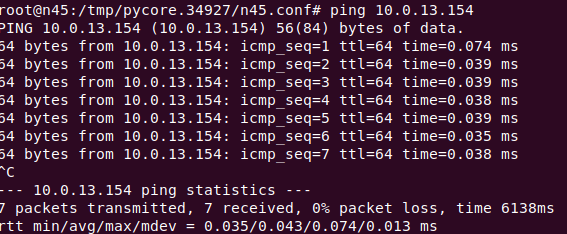 root@n45:/tmp/pycore.34927/n45.conf# ping 10.0.13.154
PING 10.0.13.154 (10.0.13.154) 56(84) bytes of data.
64 bytes from 10.0.13.154: icmp_seq=1 ttl=64 time=0.074 ms
64 bytes from 10.0.13.154: icmp_seq=2 ttl=64 time=0.039 ms
64 bytes from 10.0.13.154: icmp_seq=3 ttl=64 time=0.039 ms
64 bytes from 10.0.13.154: icmp_seq=4 ttl=64 time=0.038 ms
64 bytes from 10.0.13.154: icmp_seq=5 ttl=64 time=0.039 ms
64 bytes from 10.0.13.154: icmp_seq=6 ttl=64 time=0.035 ms
64 bytes from 10.0.13.154: icmp_seq=7 ttl=64 time=0.038 ms
^C
--- 10.0.13.154 ping statistics ---
7 packets transmitted, 7 received, 0% packet loss, time 6138ms
rtt min/avg/max/mdev = 0.035/0.043/0.074/0.013 ms